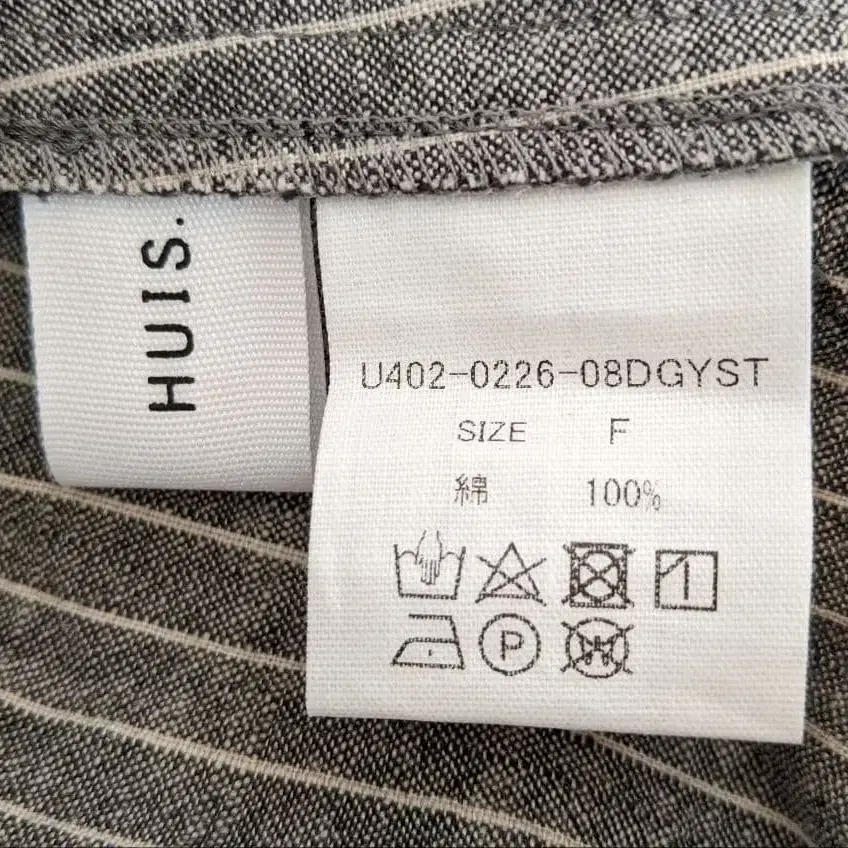 HUIS.
U402-0226-08DGYST
SIZE F
綿 100%
P
W